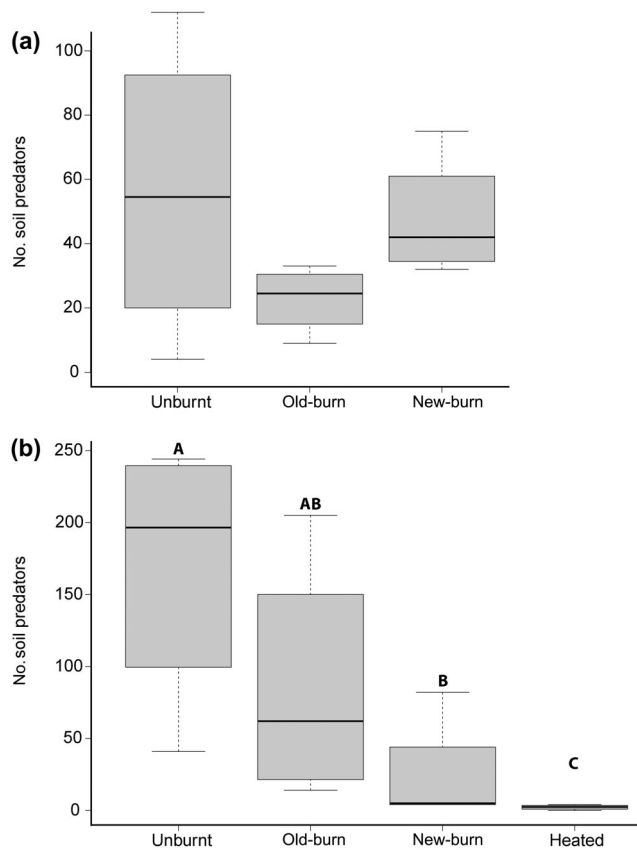 (a)
No. soil predators
100
80
60
40
20
0
Unburnt Old-burn New-burn
(b)
No. soil predators
250
200
150
100
50
0
A
AB
B
C
Unburnt Old-burn New-burn Heated